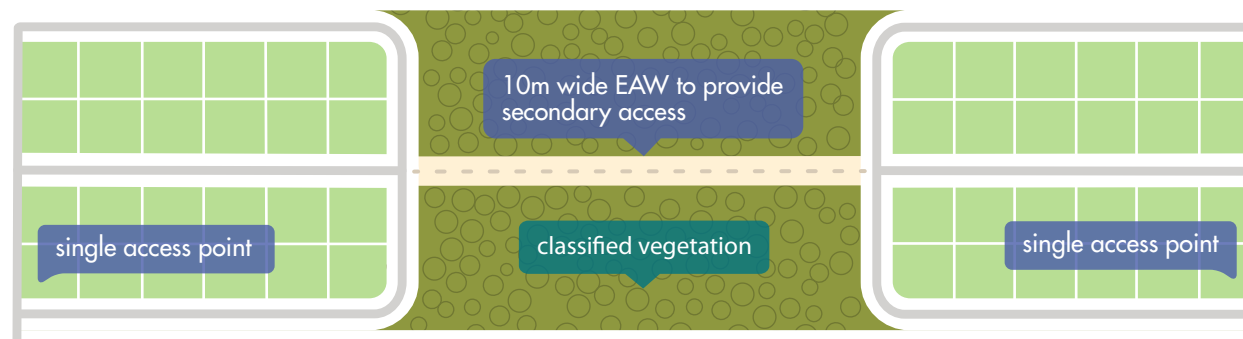 10m wide EAW to provide
secondary access
single access point
classified vegetation
single access point